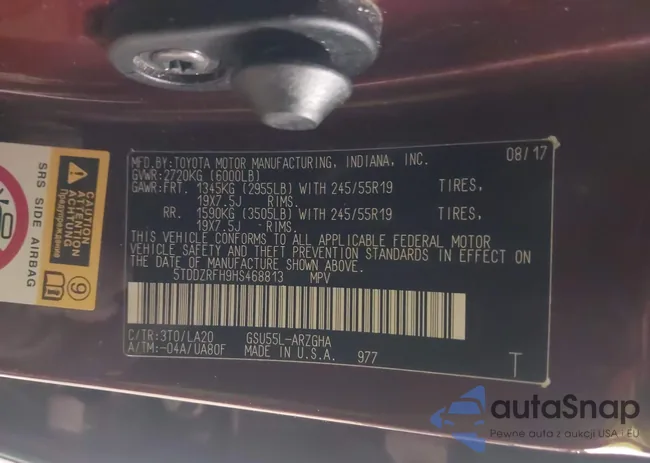 MFD.BY:TOYOTA MOTOR MANUFACTURING, INDIANA, INC. 08/17
GVWR:2720KG (6000LB)
GAWR:FRT. 1345KG (2955LB) WITH 245/55R19 TIRES,
19X7.5J RIMS.
RR. 1590KG (3505LB) WITH 245/55R19 TIRES,
19X7.5J RIMS.
THIS VEHICLE CONFORMS TO ALL APPLICABLE FEDERAL MOTOR
VEHICLE SAFETY AND THEFT PREVENTION STANDARDS IN EFFECT ON
THE DATE OF MANUFACTURE SHOWN ABOVE.
5TDDZRFH9HS468813 MPV
C/TR:3T0/LA20 GSU55L-ARZGHA
A/TM:-04A/UA80F MADE IN U.S.A. 977 T
SRS SIDE AIRBAG
CAUTION
ATTENTION
ACHTUNG
Предупреждение
9
autoSnap
Pewne auta z aukcji USA i EU